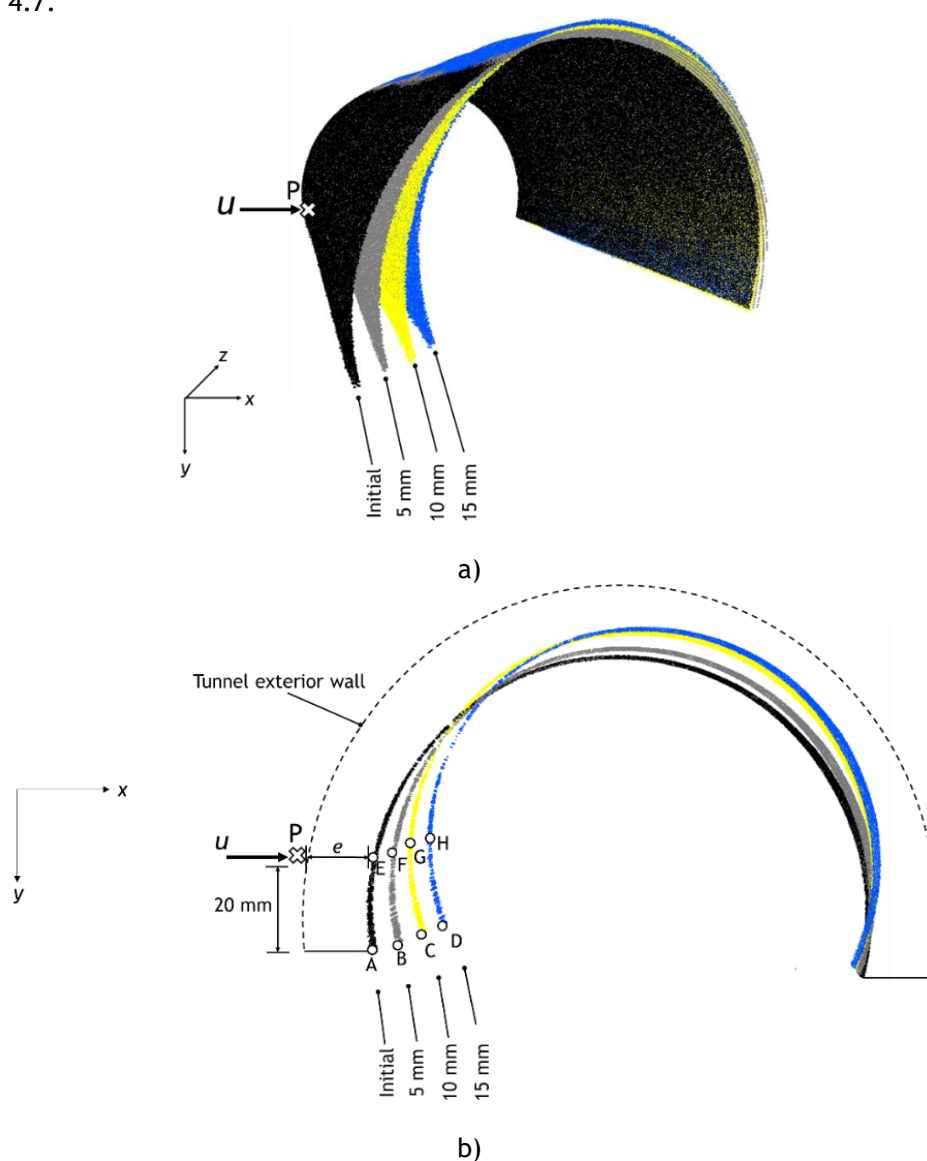 4.7.
P
u
z
x
y
Initial
5 mm
10 mm
15 mm
a)
Tunnel exterior wall
x
y
u
P
e
E
F
G
H
20 mm
A
B
C
D
Initial
5 mm
10 mm
15 mm
b)